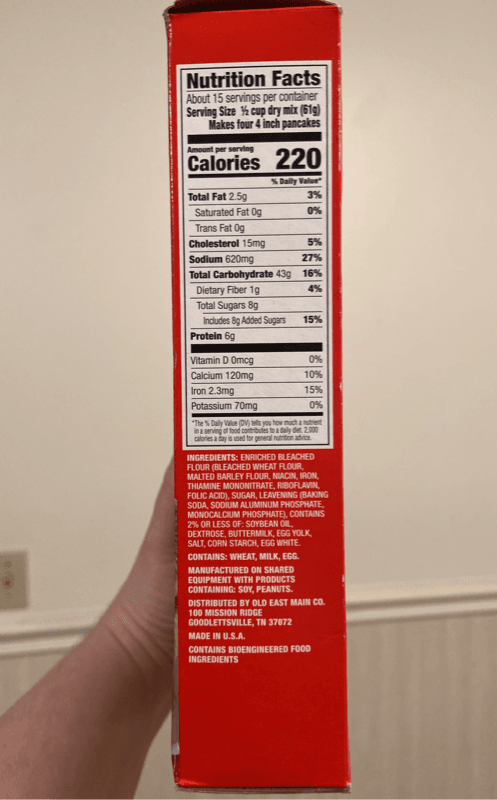 Nutrition Facts
About 15 servings per container
Serving Size ½ cup dry mix (61g)
Makes four 4 inch pancakes
Amount per serving
Calories 220
% Daily Value*
Total Fat 2.5g 3%
Saturated Fat 0g 0%
Trans Fat 0g
Cholesterol 15mg 5%
Sodium 620mg 27%
Total Carbohydrate 43g 16%
Dietary Fiber 1g 4%
Total Sugars 8g
Includes 8g Added Sugars 15%
Protein 6g
Vitamin D 0mcg 0%
Calcium 120mg 10%
Iron 2.3mg 15%
Potassium 70mg 0%
*The % Daily Value (DV) tells you how much a nutrient
in a serving of food contributes to a daily diet. 2,000
calories a day is used for general nutrition advice.
INGREDIENTS: ENRICHED BLEACHED
FLOUR (BLEACHED WHEAT FLOUR,
MALTED BARLEY FLOUR, NIACIN, IRON,
THIAMINE MONONITRATE, RIBOFLAVIN,
FOLIC ACID), SUGAR, LEAVENING (BAKING
SODA, SODIUM ALUMINUM PHOSPHATE,
MONOCALCIUM PHOSPHATE), CONTAINS
2% OR LESS OF: SOYBEAN OIL,
DEXTROSE, BUTTERMILK, EGG YOLK,
SALT, CORN STARCH, EGG WHITE.
CONTAINS: WHEAT, MILK, EGG.
MANUFACTURED ON SHARED
EQUIPMENT WITH PRODUCTS
CONTAINING: SOY, PEANUTS.
DISTRIBUTED BY OLD EAST MAIN CO.
100 MISSION RIDGE
GOODLETTSVILLE, TN 37072
MADE IN U.S.A.
CONTAINS BIOENGINEERED FOOD
INGREDIENTS